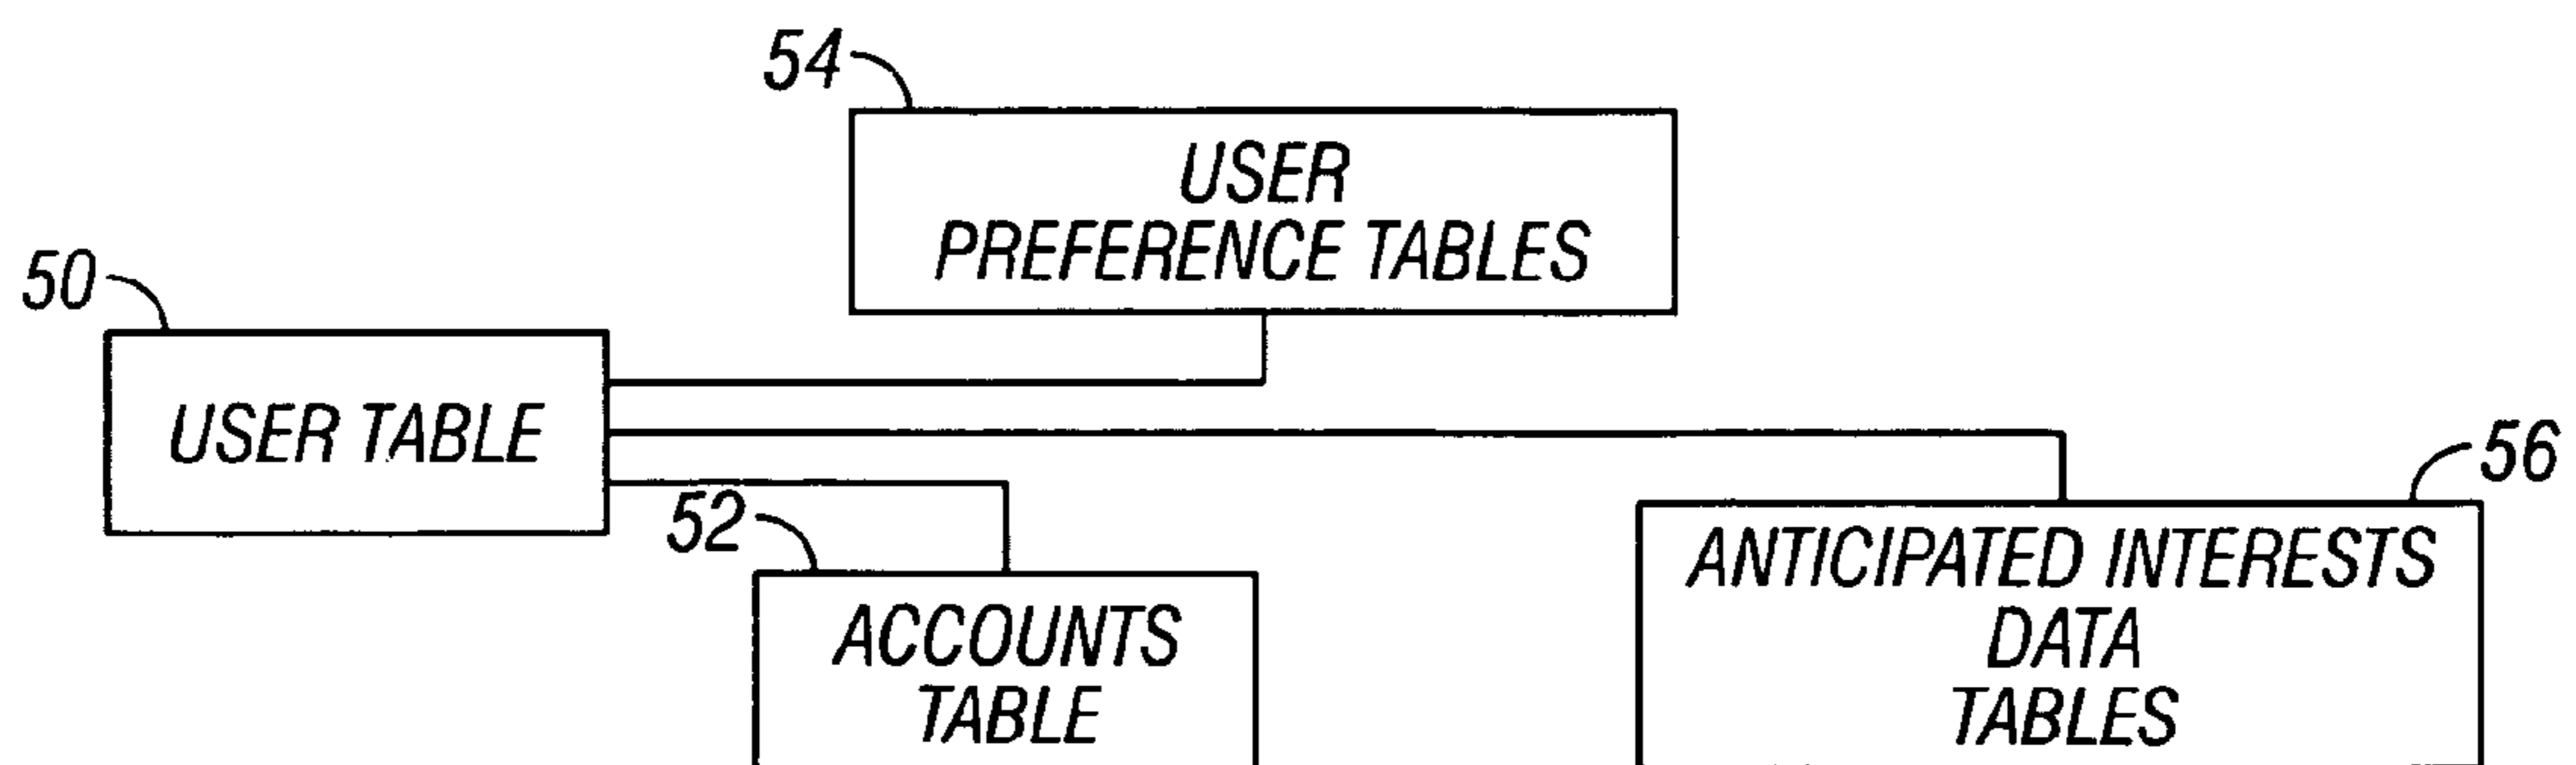 54
USER
PREFERENCE TABLES
50
USER TABLE
56
52
ACCOUNTS
TABLE
ANTICIPATED INTERESTS
DATA
TABLES